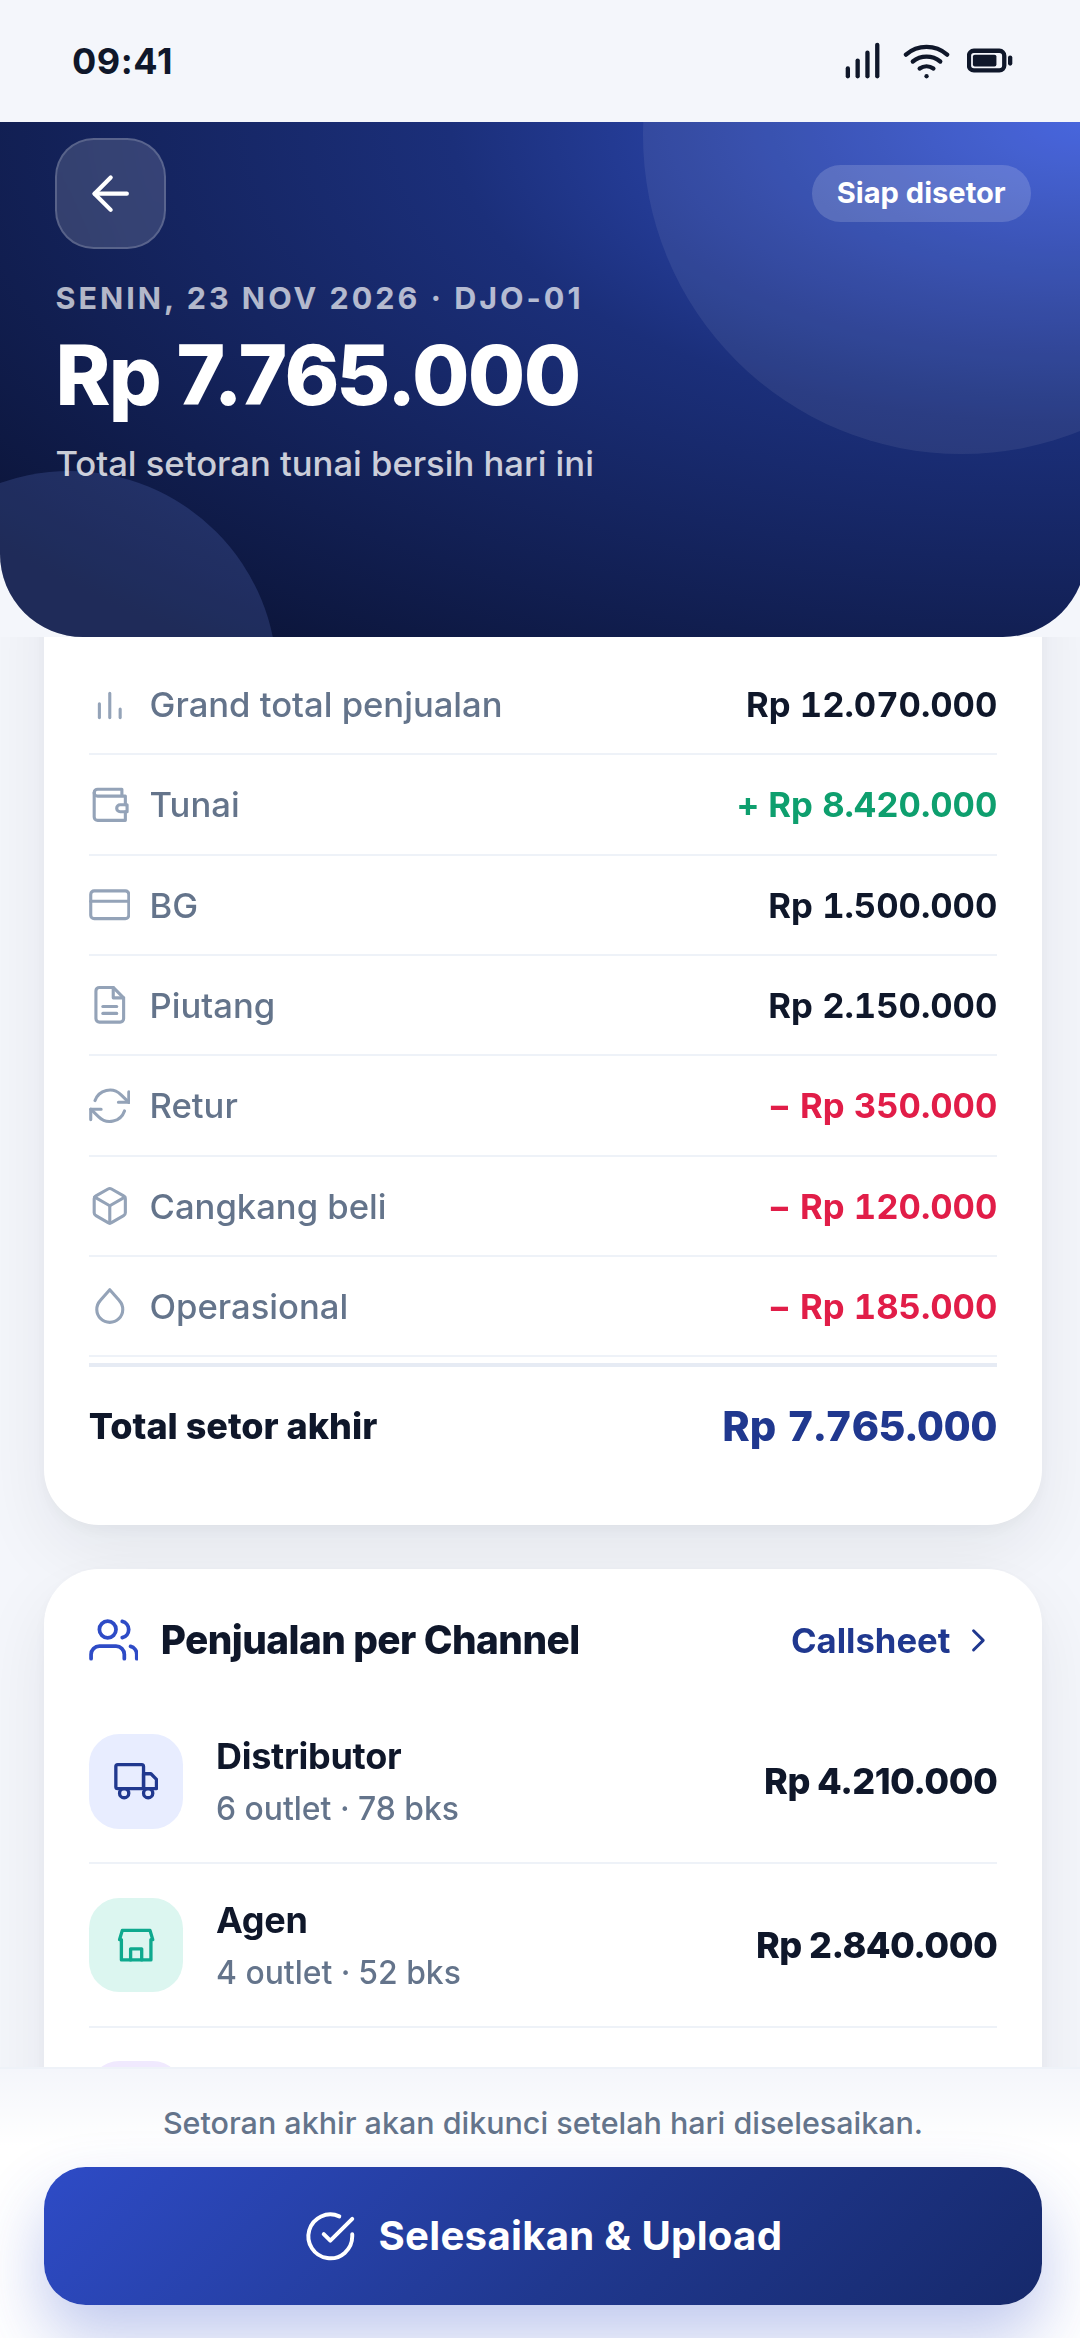 09:41
Siap disetor
SENIN, 23 NOV 2026 · DJO-01
Rp 7.765.000
Total setoran tunai bersih hari ini
Grand total penjualan Rp 12.070.000
Tunai + Rp 8.420.000
BG Rp 1.500.000
Piutang Rp 2.150.000
Retur − Rp 350.000
Cangkang beli − Rp 120.000
Operasional − Rp 185.000
Total setor akhir Rp 7.765.000
Penjualan per Channel Callsheet
Distributor
6 outlet · 78 bks
Rp 4.210.000
Agen
4 outlet · 52 bks
Rp 2.840.000
Setoran akhir akan dikunci setelah hari diselesaikan.
Selesaikan & Upload